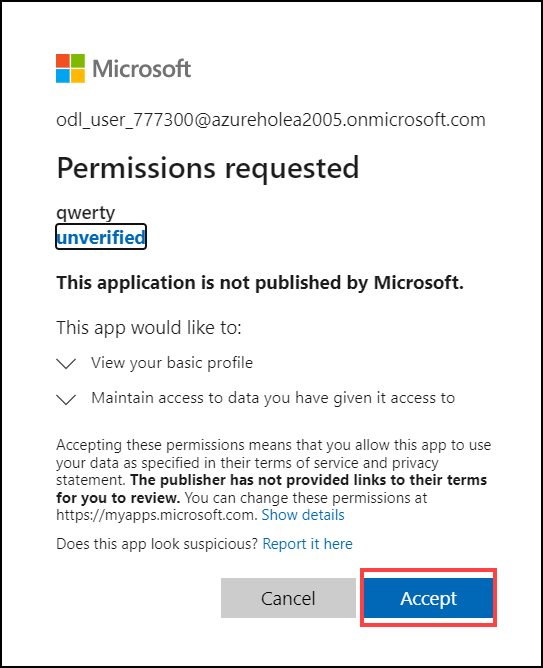 Microsoft
odl_user_777300@azureholea2005.onmicrosoft.com
Permissions requested
qwerty
unverified
This application is not published by Microsoft.
This app would like to:
View your basic profile
Maintain access to data you have given it access to
Accepting these permissions means that you allow this app to use
your data as specified in their terms of service and privacy
statement. The publisher has not provided links to their terms
for you to review. You can change these permissions at
https://myapps.microsoft.com. Show details
Does this app look suspicious? Report it here
Cancel Accept